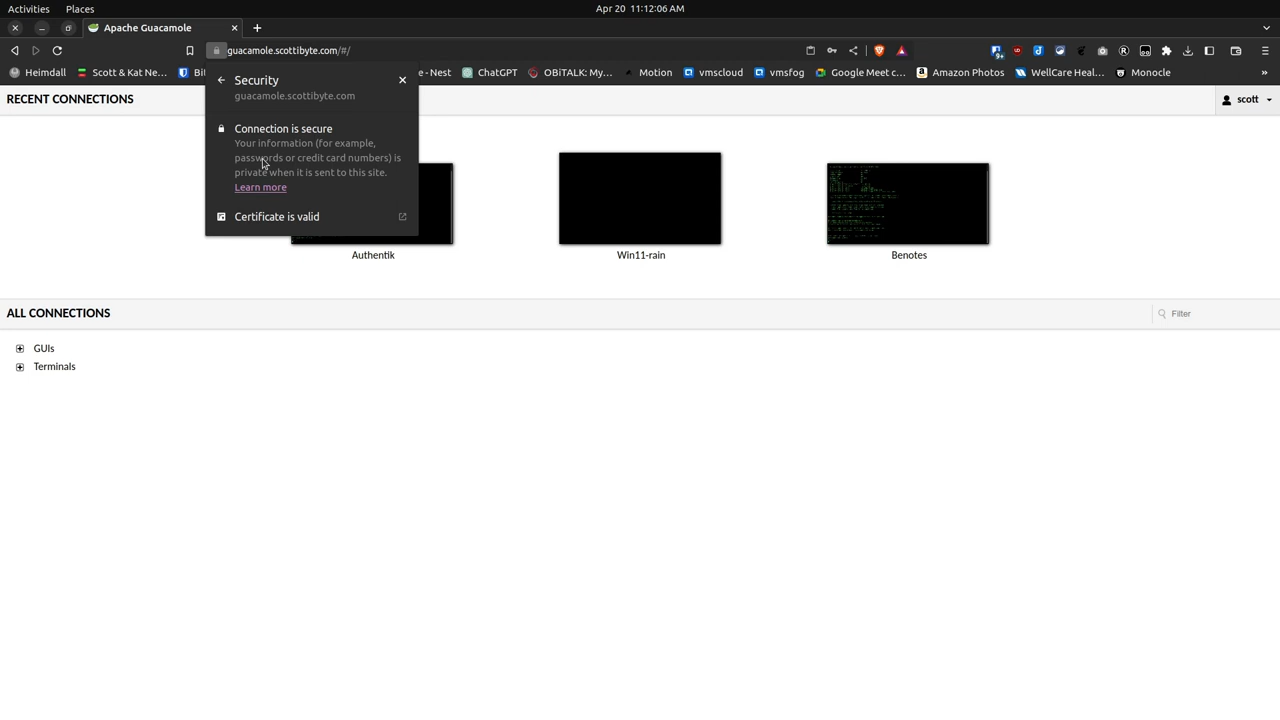 Activities Places Apr 20 11:12:06 AM
Apache Guacamole
guacamole.scottibyte.com/#/
Heimdall Scott & Kat Ne... Bit e - Nest ChatGPT OBiTALK: My... Motion vmscloud vmsfog Google Meet c... Amazon Photos WellCare Heal... Monocle »
Security
guacamole.scottibyte.com
RECENT CONNECTIONS
scott
Connection is secure
Your information (for example,
passwords or credit card numbers) is
private when it is sent to this site.
Learn more
Certificate is valid
Authentik Win11-rain Benotes
ALL CONNECTIONS
Filter
GUIs
Terminals